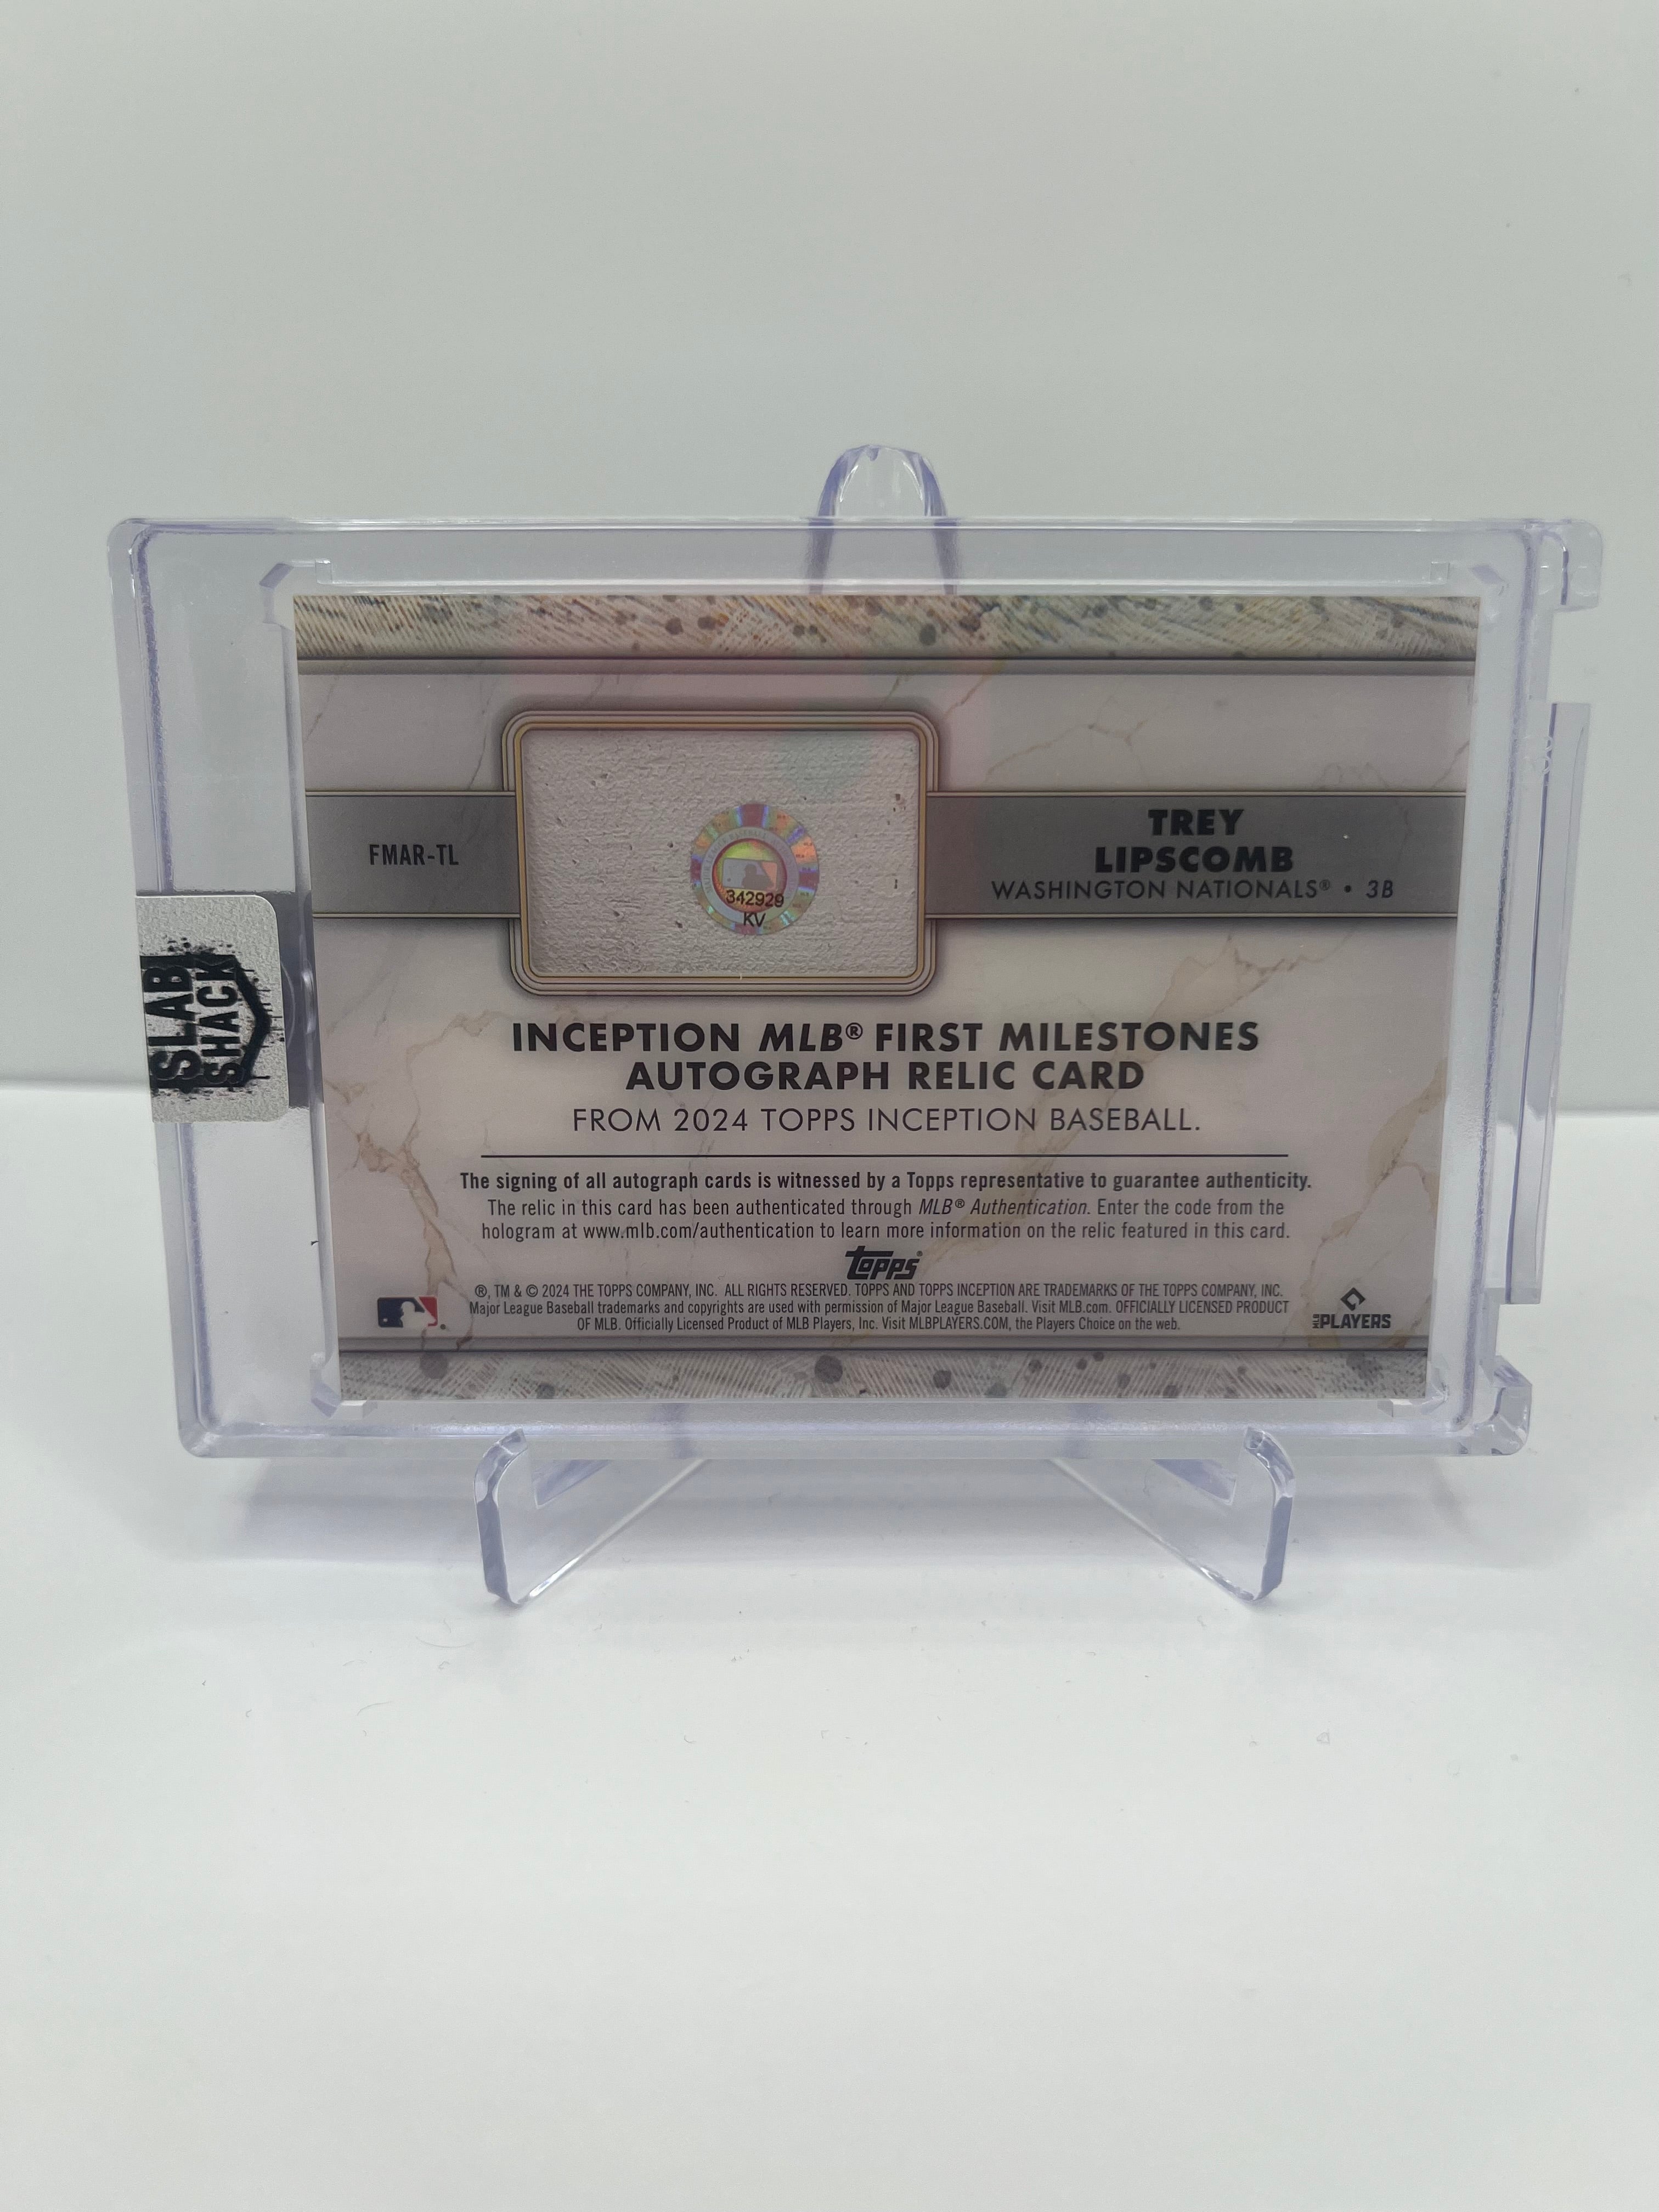 TREY
LIPSCOMB
WASHINGTON NATIONALS® • 3B
FMAR-TL
342929
KV
SLAB
SHACK
INCEPTION MLB® FIRST MILESTONES
AUTOGRAPH RELIC CARD
FROM 2024 TOPPS INCEPTION BASEBALL.
The signing of all autograph cards is witnessed by a Topps representative to guarantee authenticity.
The relic in this card has been authenticated through MLB® Authentication. Enter the code from the
hologram at www.mlb.com/authentication to learn more information on the relic featured in this card.
topps®
®, TM & © 2024 THE TOPPS COMPANY, INC. ALL RIGHTS RESERVED. TOPPS AND TOPPS INCEPTION ARE TRADEMARKS OF THE TOPPS COMPANY, INC.
Major League Baseball trademarks and copyrights are used with permission of Major League Baseball. Visit MLB.com. OFFICIALLY LICENSED PRODUCT
OF MLB. Officially Licensed Product of MLB Players, Inc. Visit MLBPLAYERS.COM, the Players Choice on the web.
MLB PLAYERS